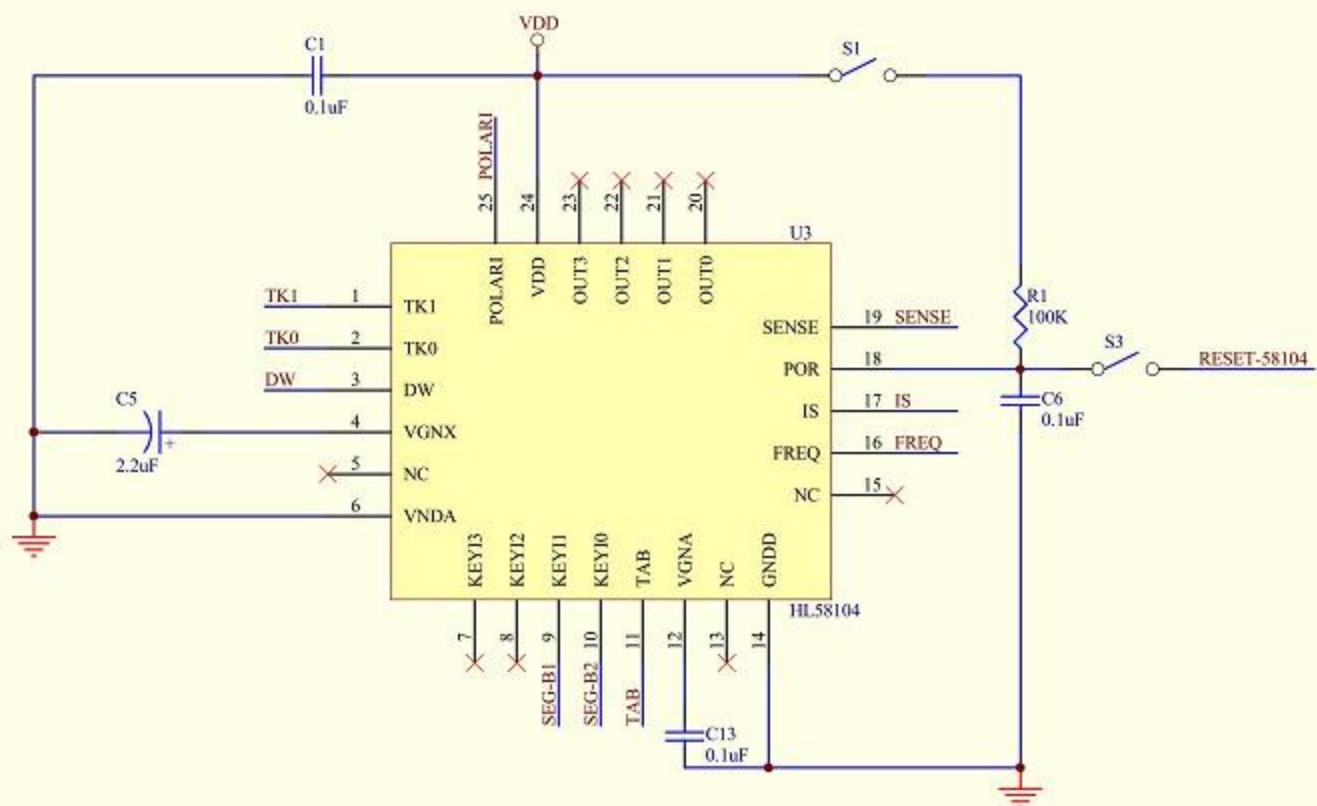 VDD
C1
0.1uF
S1
POLARI
25
24
23
22
21
20
U3
POLARI
VDD
OUT3
OUT2
OUT1
OUT0
TK1
1
TK1
TK0
2
TK0
DW
3
DW
C5
2.2uF
+
4
VGNX
5
NC
6
VNDA
SENSE
19
SENSE
POR
18
IS
17
IS
FREQ
16
FREQ
NC
15
R1
100K
S3
RESET-58104
C6
0.1uF
KEYI3
KEYI2
KEYI1
KEYI0
TAB
VGNA
NC
GNDD
HL58104
7
8
9
10
11
12
13
14
SEG-B1
SEG-B2
TAB
C13
0.1uF